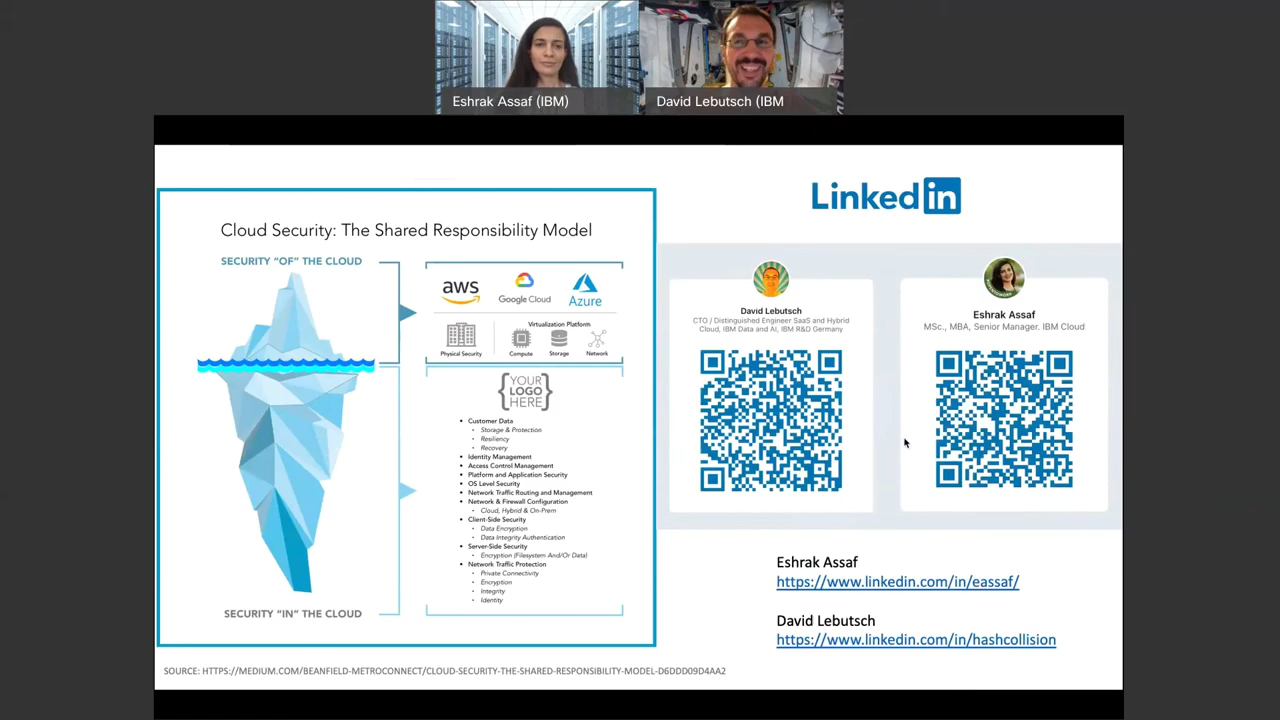 Eshrak Assaf (IBM)
David Lebutsch (IBM
Cloud Security: The Shared Responsibility Model
SECURITY "OF" THE CLOUD
aws
Google Cloud
Azure
Virtualization Platform
Physical Security
Compute
Storage
Network
{YOUR
LOGO
HERE}
• Customer Data
• Storage & Protection
• Resiliency
• Recovery
• Identity Management
• Access Control Management
• Platform and Application Security
• OS Level Security
• Network Traffic Routing and Management
• Network & Firewall Configuration
• Cloud, Hybrid & On-Prem
• Client-Side Security
• Data Encryption
• Data Integrity Authentication
• Server-Side Security
• Encryption (Filesystem And/Or Data)
• Network Traffic Protection
• Private Connectivity
• Encryption
• Integrity
• Identity
SECURITY "IN" THE CLOUD
SOURCE: HTTPS://MEDIUM.COM/BEANFIELD-METROCONNECT/CLOUD-SECURITY-THE-SHARED-RESPONSIBILITY-MODEL-D6DDD09D4AA2
Linked in
David Lebutsch
CTO / Distinguished Engineer SaaS and Hybrid
Cloud, IBM Data and AI, IBM R&D Germany
Eshrak Assaf
MSc., MBA, Senior Manager. IBM Cloud
Eshrak Assaf
https://www.linkedin.com/in/eassaf/
David Lebutsch
https://www.linkedin.com/in/hashcollision